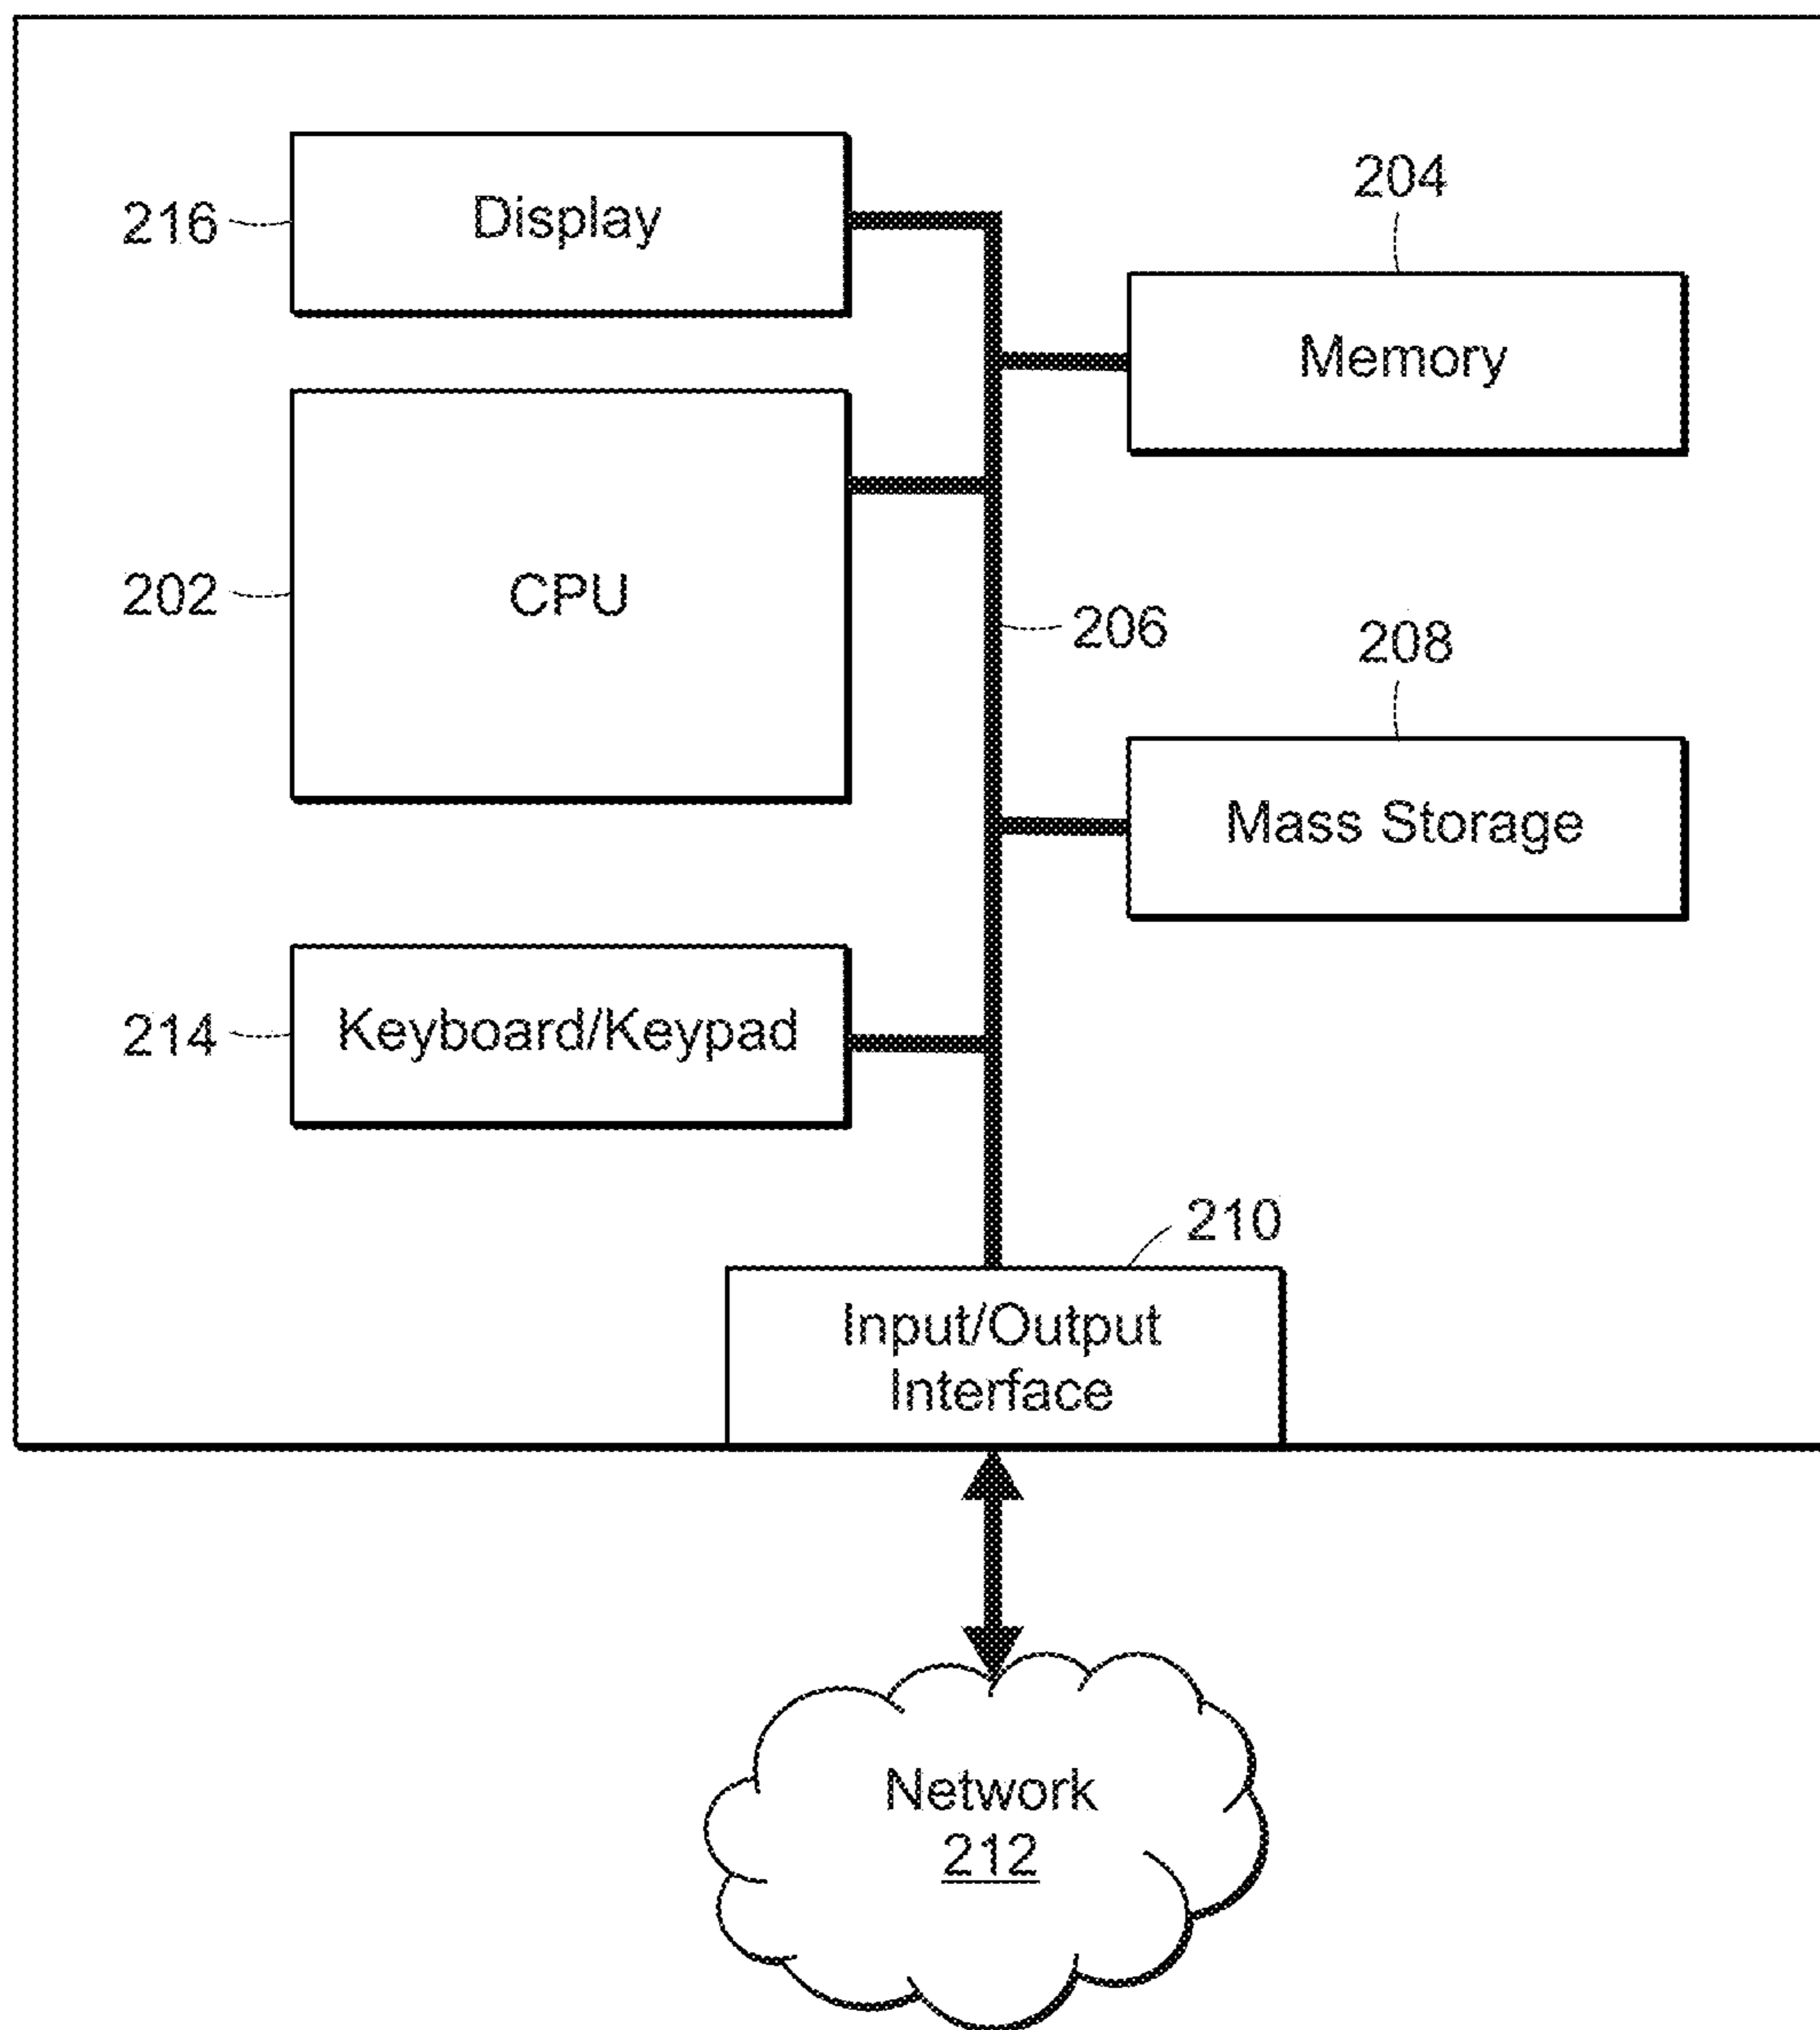 204
216
Display
Memory
202
CPU
206
208
Mass Storage
214
Keyboard/Keypad
210
Input/Output
Interface
Network
212